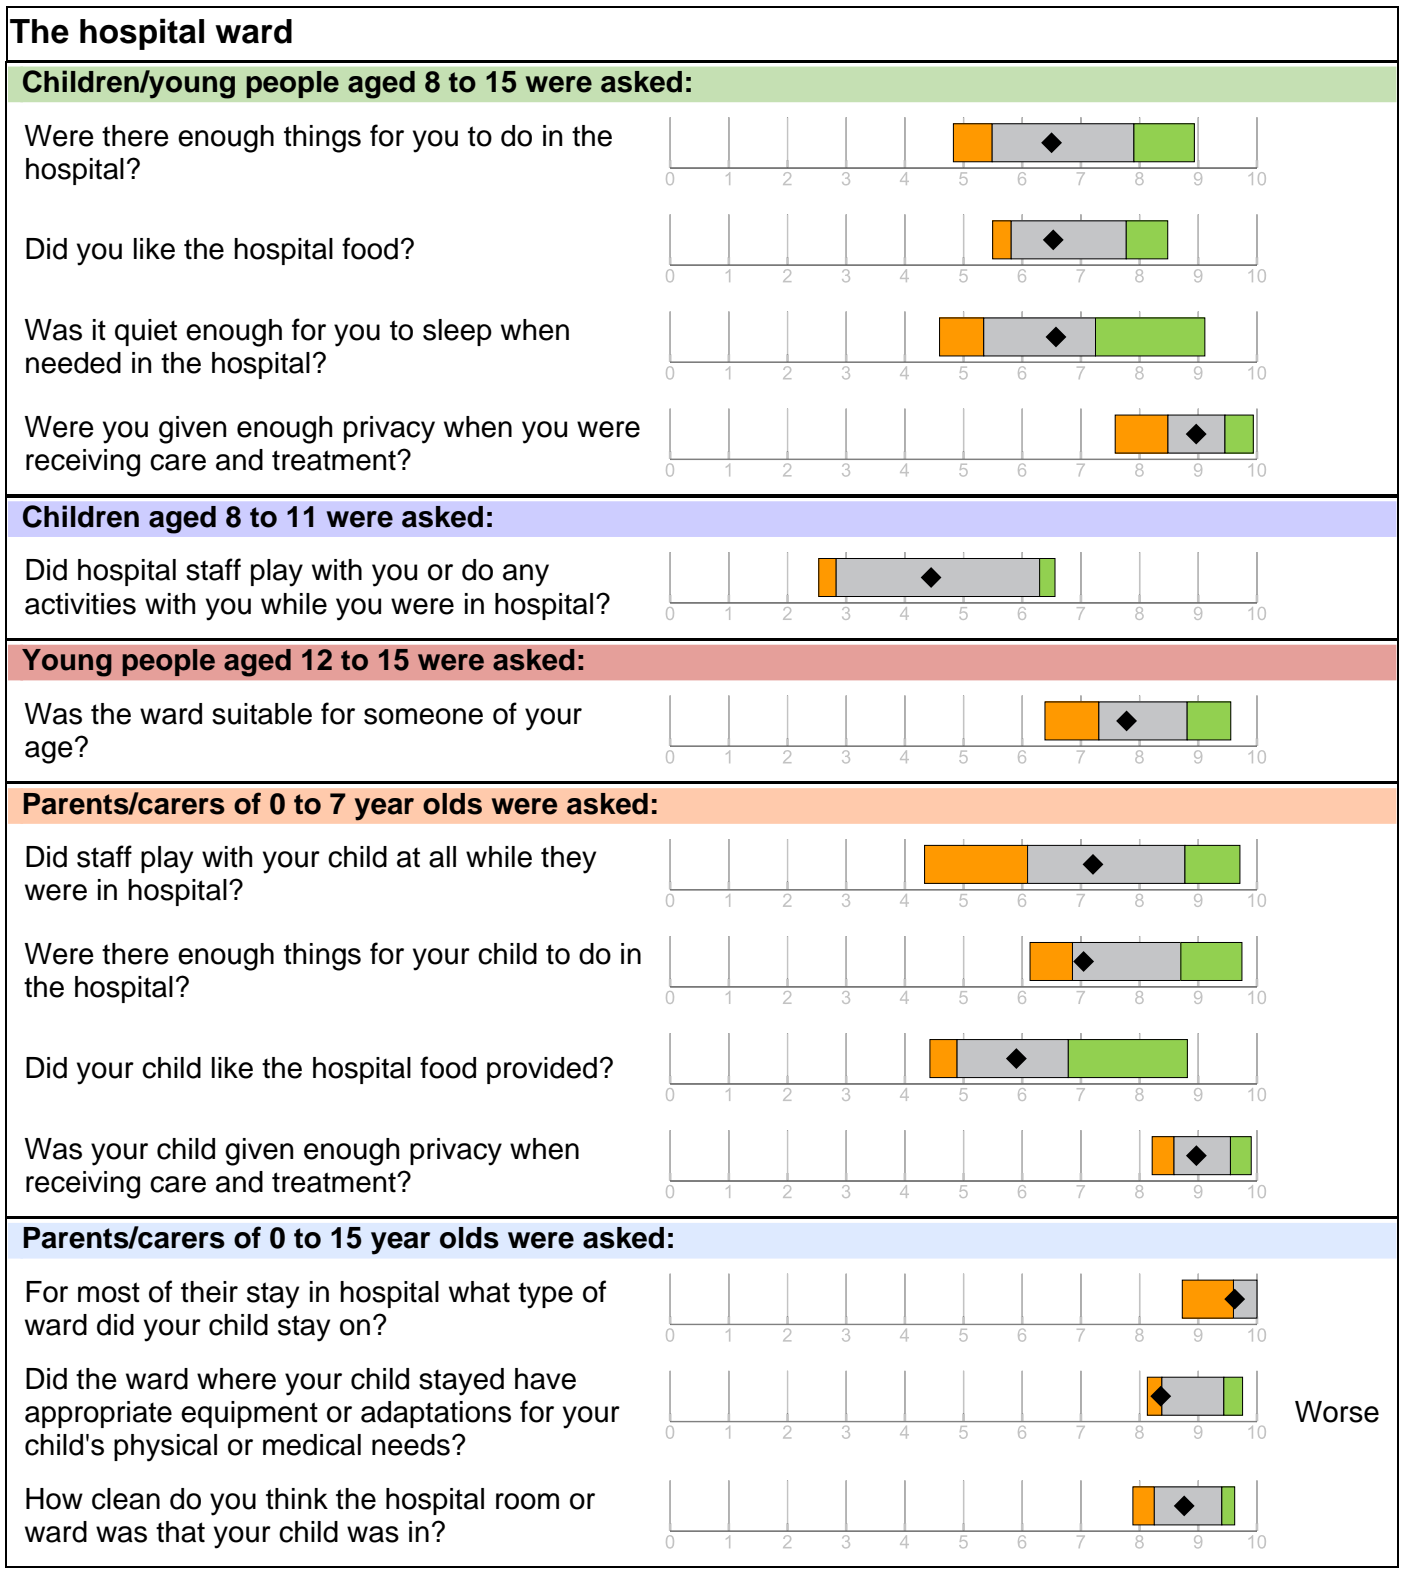 The hospital ward
Children/young people aged 8 to 15 were asked:
Were there enough things for you to do in the
hospital?
0 1 2 3 4 5 6 7 8 9 10
Did you like the hospital food?
0 1 2 3 4 5 6 7 8 9 10
Was it quiet enough for you to sleep when
needed in the hospital?
0 1 2 3 4 5 6 7 8 9 10
Were you given enough privacy when you were
receiving care and treatment?
0 1 2 3 4 5 6 7 8 9 10
Children aged 8 to 11 were asked:
Did hospital staff play with you or do any
activities with you while you were in hospital?
0 1 2 3 4 5 6 7 8 9 10
Young people aged 12 to 15 were asked:
Was the ward suitable for someone of your
age?
0 1 2 3 4 5 6 7 8 9 10
Parents/carers of 0 to 7 year olds were asked:
Did staff play with your child at all while they
were in hospital?
0 1 2 3 4 5 6 7 8 9 10
Were there enough things for your child to do in
the hospital?
0 1 2 3 4 5 6 7 8 9 10
Did your child like the hospital food provided?
0 1 2 3 4 5 6 7 8 9 10
Was your child given enough privacy when
receiving care and treatment?
0 1 2 3 4 5 6 7 8 9 10
Parents/carers of 0 to 15 year olds were asked:
For most of their stay in hospital what type of
ward did your child stay on?
0 1 2 3 4 5 6 7 8 9 10
Did the ward where your child stayed have
appropriate equipment or adaptations for your
child's physical or medical needs?
0 1 2 3 4 5 6 7 8 9 10
Worse
How clean do you think the hospital room or
ward was that your child was in?
0 1 2 3 4 5 6 7 8 9 10